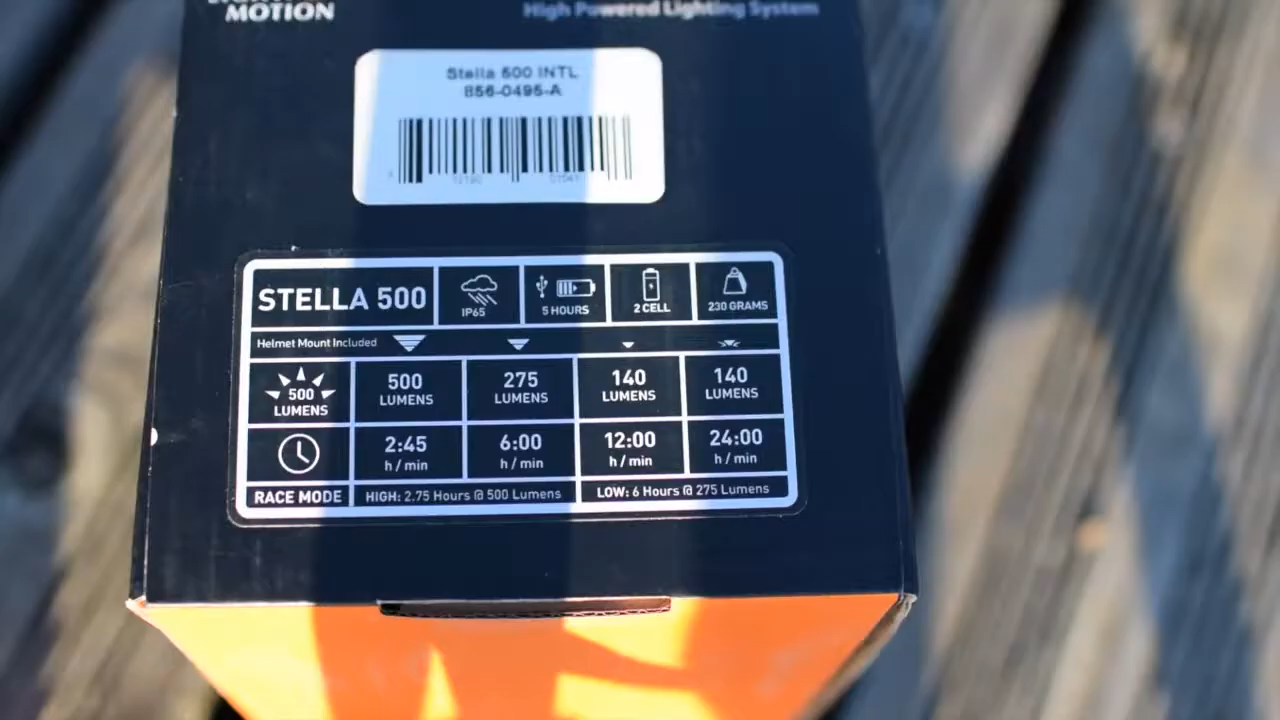 MOTION
High Powered Lighting System
Stella 500 INTL
856-0495-A
STELLA 500
IP65
5 HOURS
2 CELL
230 GRAMS
Helmet Mount Included
500
LUMENS
500
LUMENS
275
LUMENS
140
LUMENS
140
LUMENS
2:45
h / min
6:00
h / min
12:00
h / min
24:00
h / min
RACE MODE
HIGH: 2.75 Hours @ 500 Lumens
LOW: 6 Hours @ 275 Lumens